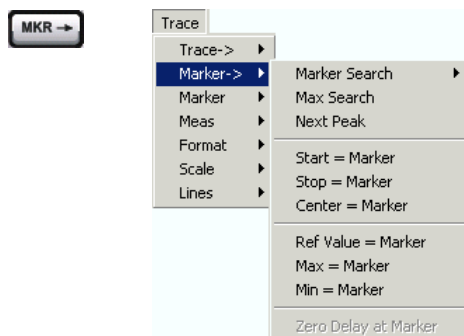 MKR →
Trace
Trace->
Marker->
Marker
Meas
Format
Scale
Lines
Marker Search
Max Search
Next Peak
Start = Marker
Stop = Marker
Center = Marker
Ref Value = Marker
Max = Marker
Min = Marker
Zero Delay at Marker